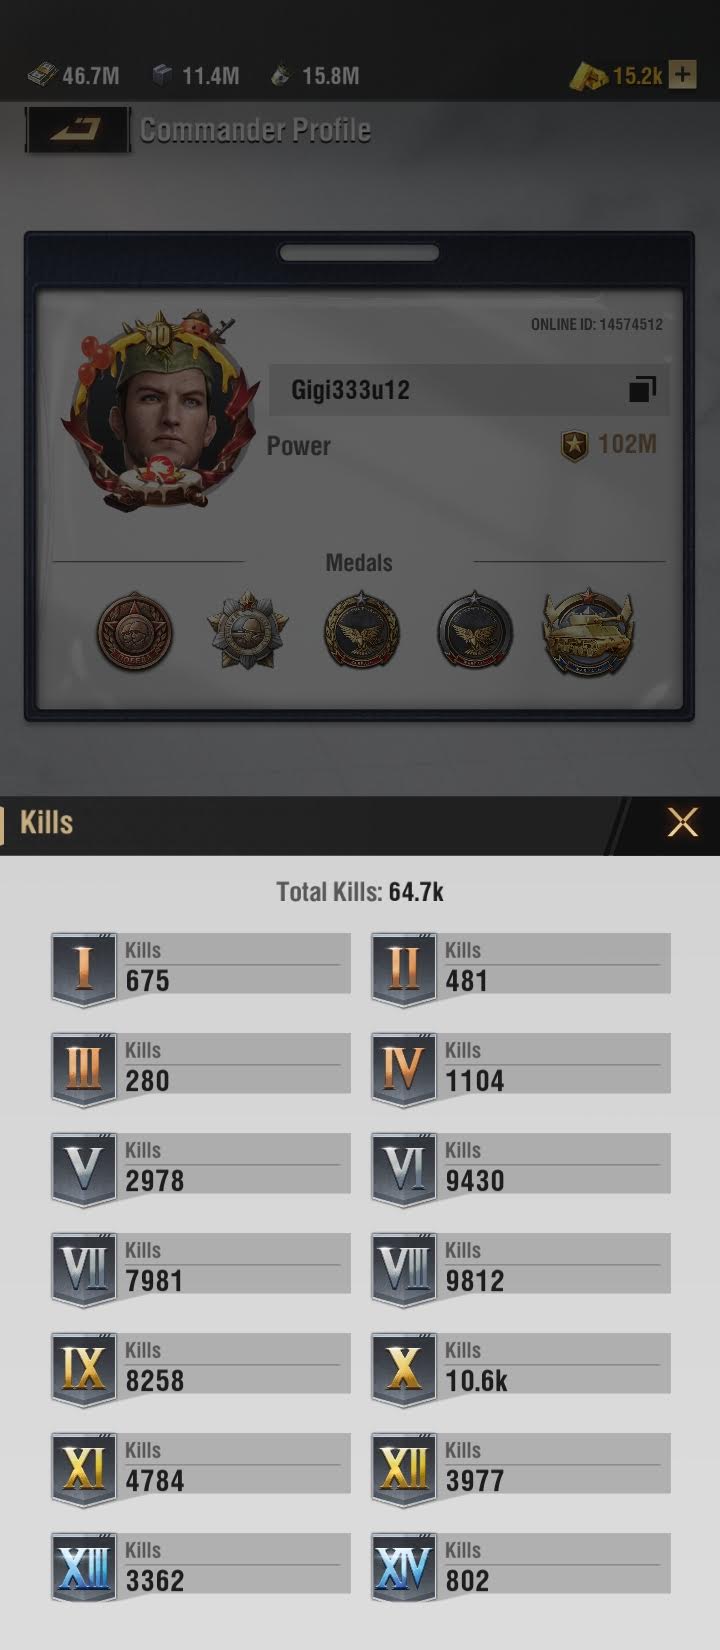 46.7M 11.4M 15.8M 15.2k +
Commander Profile
ONLINE ID: 14574512
10
Gigi333u12
Power 102M
Medals
Kills
Total Kills: 64.7k
I Kills 675
II Kills 481
III Kills 280
IV Kills 1104
V Kills 2978
VI Kills 9430
VII Kills 7981
VIII Kills 9812
IX Kills 8258
X Kills 10.6k
XI Kills 4784
XII Kills 3977
XIII Kills 3362
XIV Kills 802